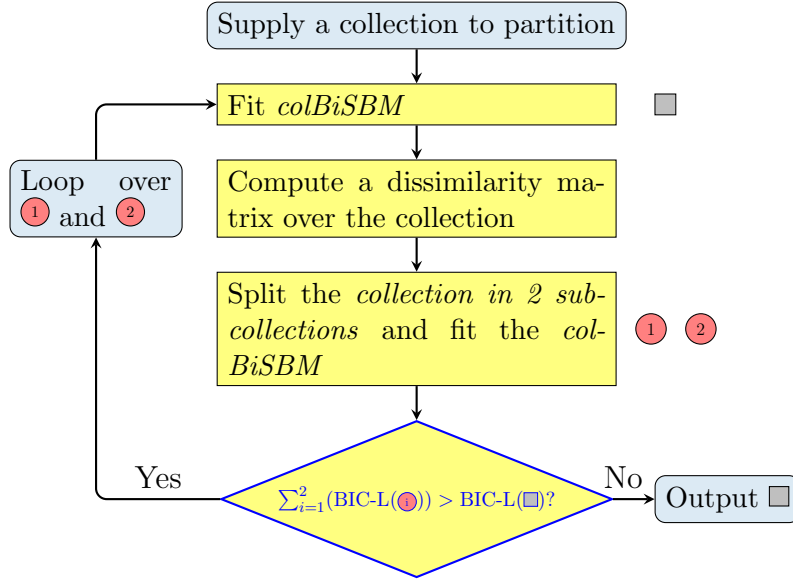 Supply a collection to partition
Fit colBiSBM
Loop over
1 and 2
Compute a dissimilarity ma-
trix over the collection
Split the collection in 2 sub-
collections and fit the col-
BiSBM
1 2
Yes
∑_{i=1}^{2}(BIC-L(i)) > BIC-L(□)?
No
Output